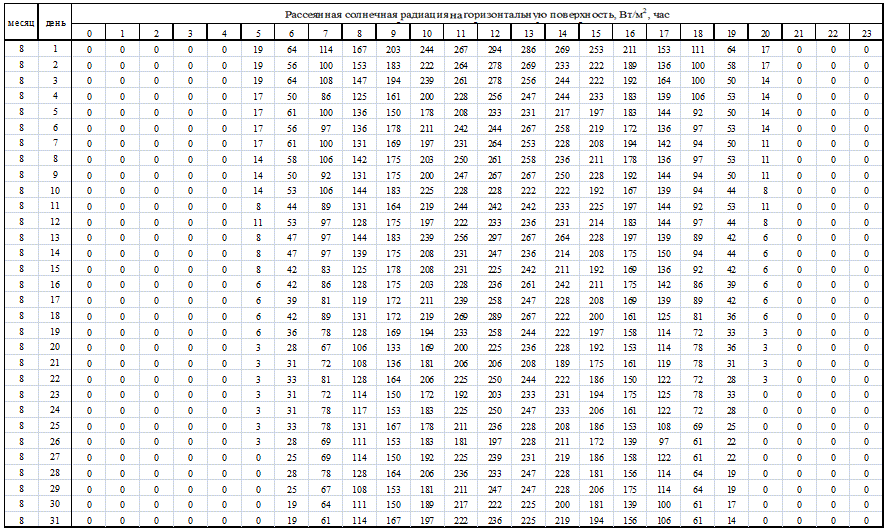 Рассеянная солнечная радиация на горизонтальную поверхность, Вт/м², час
месяц день 0 1 2 3 4 5 6 7 8 9 10 11 12 13 14 15 16 17 18 19 20 21 22 23
8 1 0 0 0 0 0 19 64 114 167 203 244 267 294 286 269 253 211 153 111 64 17 0 0 0
8 2 0 0 0 0 0 19 56 100 153 183 222 264 278 269 233 222 189 136 100 58 17 0 0 0
8 3 0 0 0 0 0 19 64 108 147 194 239 261 278 256 244 222 192 164 100 50 14 0 0 0
8 4 0 0 0 0 0 17 50 86 125 161 200 228 256 247 244 233 183 139 106 53 14 0 0 0
8 5 0 0 0 0 0 17 61 100 136 150 178 208 233 231 217 197 183 144 92 50 14 0 0 0
8 6 0 0 0 0 0 17 56 97 136 178 211 242 244 267 258 219 172 136 97 53 14 0 0 0
8 7 0 0 0 0 0 17 61 100 131 169 197 231 264 253 228 208 194 142 94 50 11 0 0 0
8 8 0 0 0 0 0 14 58 106 142 175 203 250 261 258 236 211 178 136 97 53 11 0 0 0
8 9 0 0 0 0 0 14 50 92 131 175 200 247 267 267 250 228 192 144 94 50 11 0 0 0
8 10 0 0 0 0 0 14 53 106 144 183 225 228 228 222 222 192 167 139 94 44 8 0 0 0
8 11 0 0 0 0 0 8 44 89 131 164 219 244 242 242 233 225 197 144 92 53 11 0 0 0
8 12 0 0 0 0 0 11 53 97 128 175 197 222 233 236 231 214 183 144 97 44 8 0 0 0
8 13 0 0 0 0 0 8 47 97 144 183 239 256 297 267 264 228 197 139 89 42 6 0 0 0
8 14 0 0 0 0 0 8 47 97 139 175 208 231 247 236 214 208 175 150 94 44 6 0 0 0
8 15 0 0 0 0 0 8 42 83 125 178 208 231 225 242 211 192 169 136 92 42 6 0 0 0
8 16 0 0 0 0 0 6 42 86 128 175 203 228 236 261 242 211 175 142 86 39 6 0 0 0
8 17 0 0 0 0 0 6 39 81 119 172 211 239 258 247 228 208 169 139 89 42 6 0 0 0
8 18 0 0 0 0 0 6 42 89 131 172 219 269 289 267 222 200 161 125 81 36 6 0 0 0
8 19 0 0 0 0 0 6 36 78 128 169 194 233 258 244 222 197 158 114 72 33 3 0 0 0
8 20 0 0 0 0 0 3 28 67 106 133 169 200 225 236 228 192 153 114 78 36 3 0 0 0
8 21 0 0 0 0 0 3 31 72 108 136 181 206 206 208 189 175 161 119 78 31 3 0 0 0
8 22 0 0 0 0 0 3 33 81 128 164 206 225 250 244 222 186 150 122 72 28 3 0 0 0
8 23 0 0 0 0 0 3 31 72 114 150 172 192 203 233 231 194 175 125 78 33 0 0 0 0
8 24 0 0 0 0 0 3 31 78 117 153 183 225 250 247 233 206 161 122 72 28 0 0 0 0
8 25 0 0 0 0 0 3 33 78 131 167 178 211 236 228 208 186 153 108 69 25 0 0 0 0
8 26 0 0 0 0 0 3 28 69 111 153 183 181 197 228 211 172 139 97 61 22 0 0 0 0
8 27 0 0 0 0 0 0 25 69 114 150 192 225 239 231 219 186 158 122 61 22 0 0 0 0
8 28 0 0 0 0 0 0 28 78 128 164 206 236 233 247 228 181 156 114 64 19 0 0 0 0
8 29 0 0 0 0 0 0 25 67 108 153 181 211 247 247 228 206 175 114 64 19 0 0 0 0
8 30 0 0 0 0 0 0 19 64 111 150 189 217 222 225 200 181 139 100 61 17 0 0 0 0
8 31 0 0 0 0 0 0 19 61 114 167 197 222 236 225 219 194 156 106 61 14 0 0 0 0